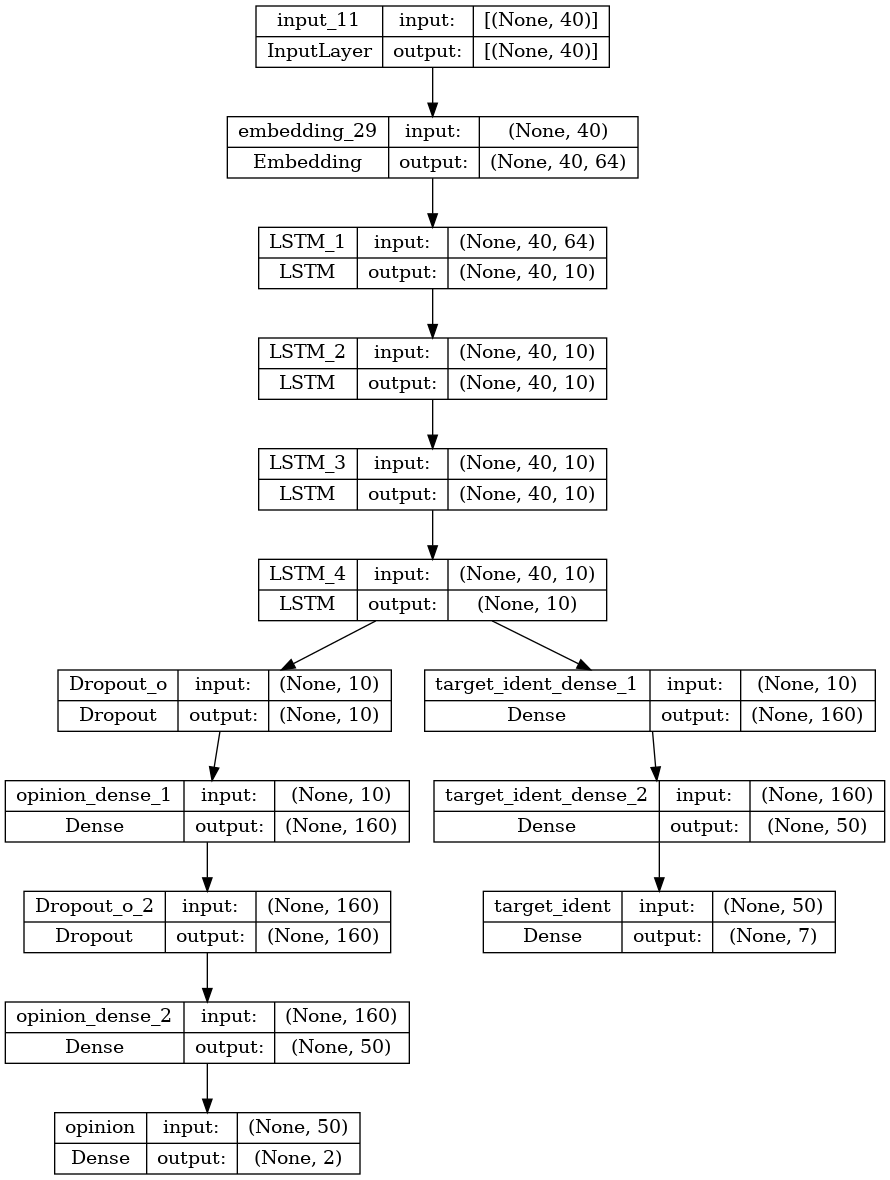 input_11 input: [(None, 40)]
InputLayer output: [(None, 40)]
embedding_29 input: (None, 40)
Embedding output: (None, 40, 64)
LSTM_1 input: (None, 40, 64)
LSTM output: (None, 40, 10)
LSTM_2 input: (None, 40, 10)
LSTM output: (None, 40, 10)
LSTM_3 input: (None, 40, 10)
LSTM output: (None, 40, 10)
LSTM_4 input: (None, 40, 10)
LSTM output: (None, 10)
Dropout_o input: (None, 10)
Dropout output: (None, 10)
target_ident_dense_1 input: (None, 10)
Dense output: (None, 160)
opinion_dense_1 input: (None, 10)
Dense output: (None, 160)
target_ident_dense_2 input: (None, 160)
Dense output: (None, 50)
Dropout_o_2 input: (None, 160)
Dropout output: (None, 160)
target_ident input: (None, 50)
Dense output: (None, 7)
opinion_dense_2 input: (None, 160)
Dense output: (None, 50)
opinion input: (None, 50)
Dense output: (None, 2)